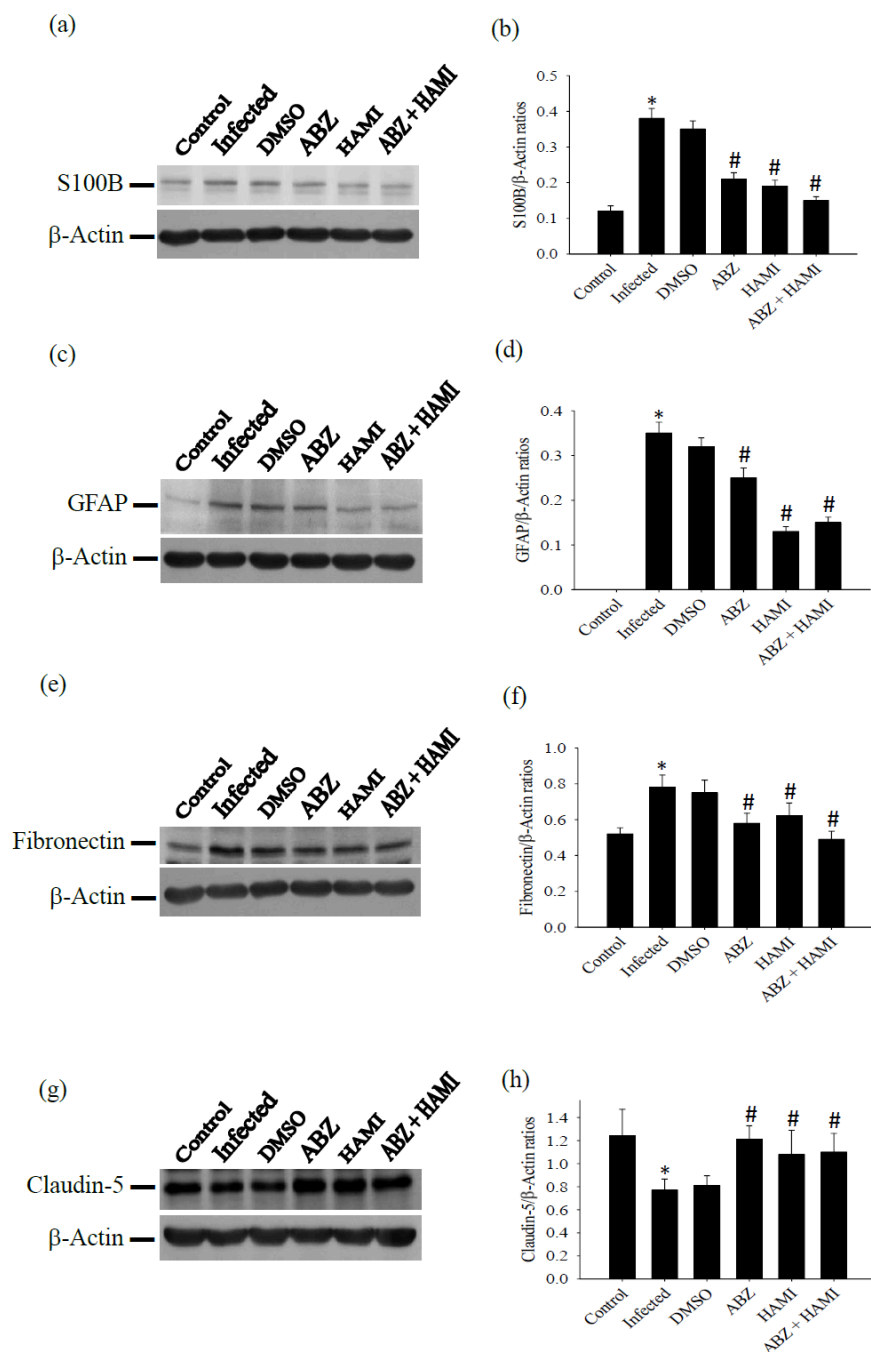 (a)
Control
Infected
DMSO
ABZ
HAMI
ABZ + HAMI
S100B
β-Actin
(b)
S100B/β-Actin ratios
0.5
0.4
0.3
0.2
0.1
0.0
*
#
#
#
Control
Infected
DMSO
ABZ
HAMI
ABZ + HAMI
(c)
Control
Infected
DMSO
ABZ
HAMI
ABZ + HAMI
GFAP
β-Actin
(d)
GFAP/β-Actin ratios
0.4
0.3
0.2
0.1
0.0
*
#
#
#
Control
Infected
DMSO
ABZ
HAMI
ABZ + HAMI
(e)
Control
Infected
DMSO
ABZ
HAMI
ABZ + HAMI
Fibronectin
β-Actin
(f)
Fibronectin/β-Actin ratios
1.0
0.8
0.6
0.4
0.2
0.0
*
#
#
#
Control
Infected
DMSO
ABZ
HAMI
ABZ + HAMI
(g)
Control
Infected
DMSO
ABZ
HAMI
ABZ + HAMI
Claudin-5
β-Actin
(h)
Claudin-5/β-Actin ratios
1.4
1.2
1.0
0.8
0.6
0.4
0.2
0.0
*
#
#
#
Control
Infected
DMSO
ABZ
HAMI
ABZ + HAMI